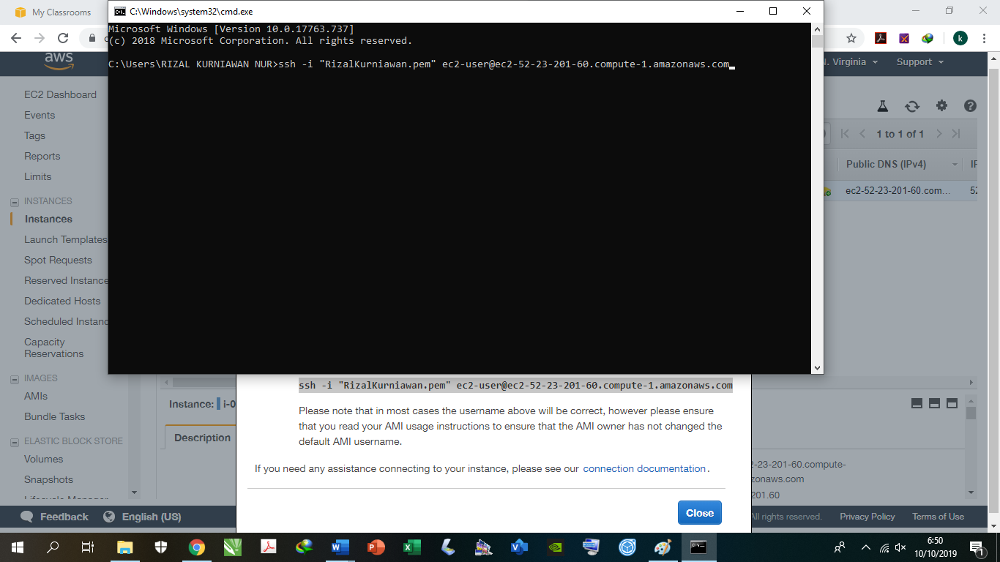 My Classrooms
C:\Windows\system32\cmd.exe
Microsoft Windows [Version 10.0.17763.737]
(c) 2018 Microsoft Corporation. All rights reserved.
C:\Users\RIZAL KURNIAWAN NUR>ssh -i "RizalKurniawan.pem" ec2-user@ec2-52-23-201-60.compute-1.amazonaws.com
k
aws
Virginia
Support
EC2 Dashboard
Events
Tags
Reports
Limits
INSTANCES
Instances
Launch Templates
Spot Requests
Reserved Instance
Dedicated Hosts
Scheduled Instanc
Capacity
Reservations
IMAGES
AMIs
Bundle Tasks
ELASTIC BLOCK STORE
Volumes
Snapshots
Lifecycle Manager
1 to 1 of 1
Public DNS (IPv4)
ec2-52-23-201-60.com...
52
Instance:
i-0
Description
ssh -i "RizalKurniawan.pem" ec2-user@ec2-52-23-201-60.compute-1.amazonaws.com
Please note that in most cases the username above will be correct, however please ensure
that you read your AMI usage instructions to ensure that the AMI owner has not changed the
default AMI username.
If you need any assistance connecting to your instance, please see our connection documentation.
Close
2-23-201-60.compute-
zonaws.com
201.60
Feedback
English (US)
All rights reserved.
Privacy Policy
Terms of Use
6:50
10/10/2019
1